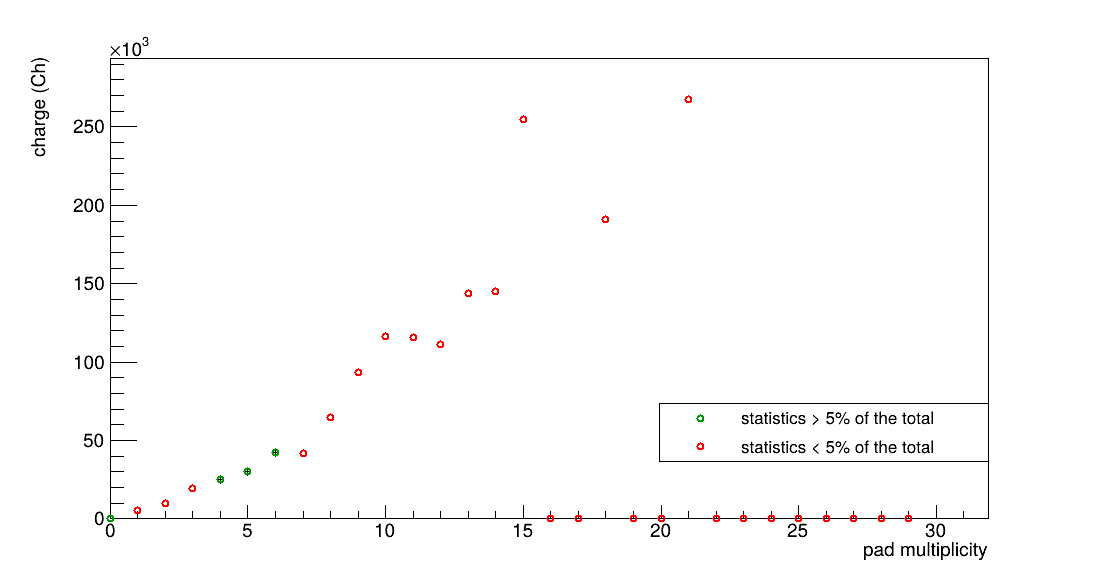 ×10³
charge (Ch)
250
200
150
100
50
0
statistics > 5% of the total
statistics < 5% of the total
0 5 10 15 20 25 30
pad multiplicity